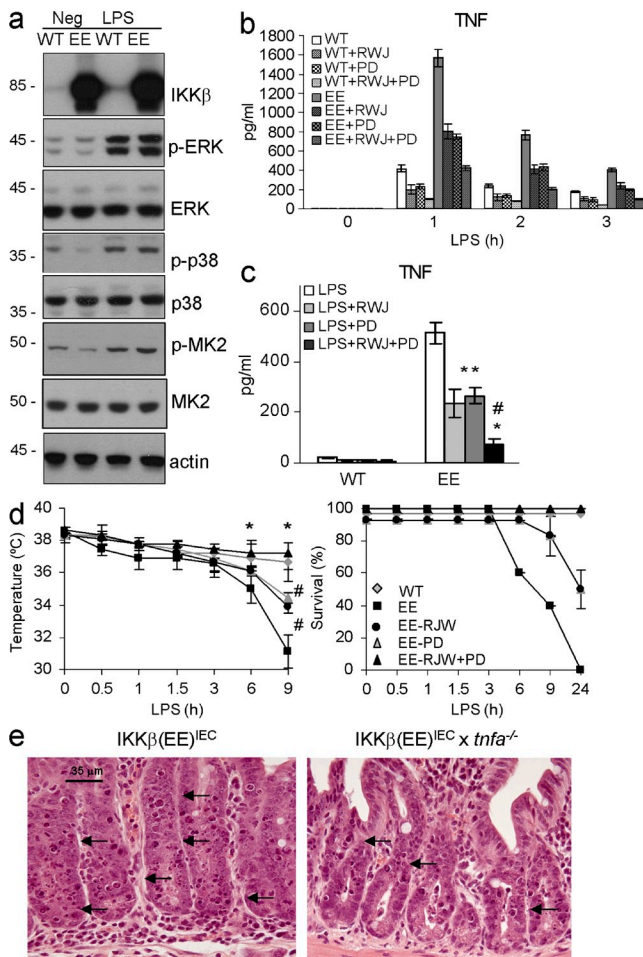 a
Neg LPS
WT EE WT EE
85 - IKKβ
45 - p-ERK
45 - ERK
35 - p-p38
35 - p38
50 - p-MK2
50 - MK2
45 - actin
b
TNF
WT
WT+RWJ
WT+PD
WT+RWJ+PD
EE
EE+RWJ
EE+PD
EE+RWJ+PD
pg/ml
1800
1600
1400
1200
1000
800
600
400
200
0
0 1 2 3
LPS (h)
c
TNF
LPS
LPS+RWJ
LPS+PD
LPS+RWJ+PD
pg/ml
600
400
200
0
* *
#
*
WT EE
d
Temperature (°C)
40
38
36
34
32
30
* *
#
#
0 0.5 1 1.5 3 6 9
LPS (h)
Survival (%)
100
80
60
40
20
0
WT
EE
EE-RJW
EE-PD
EE-RJW+PD
0 0.5 1 1.5 3 6 9 24
LPS (h)
e
IKKβ(EE)IEC
35 µm
IKKβ(EE)IEC x tnfa-/-